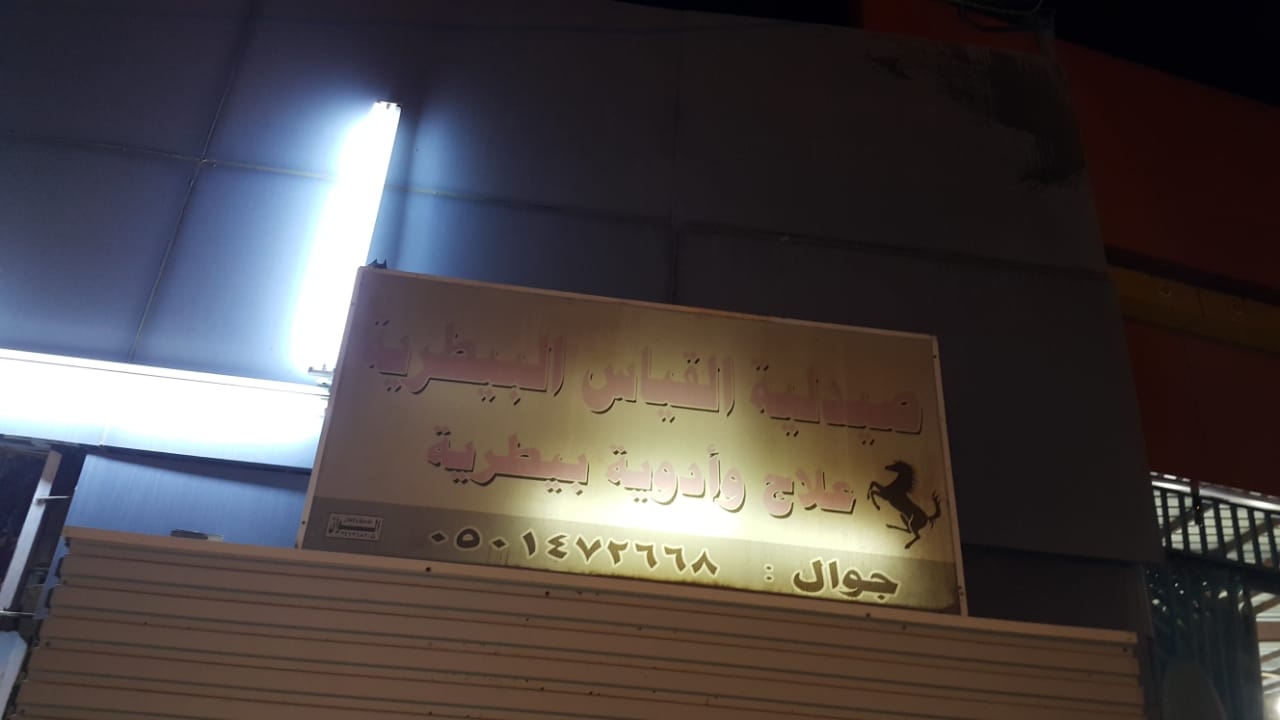 صيدلية القياس البيطرية
علاج وأدوية بيطرية
جوال : ٠٥٠١٤٧٢٦٦٨